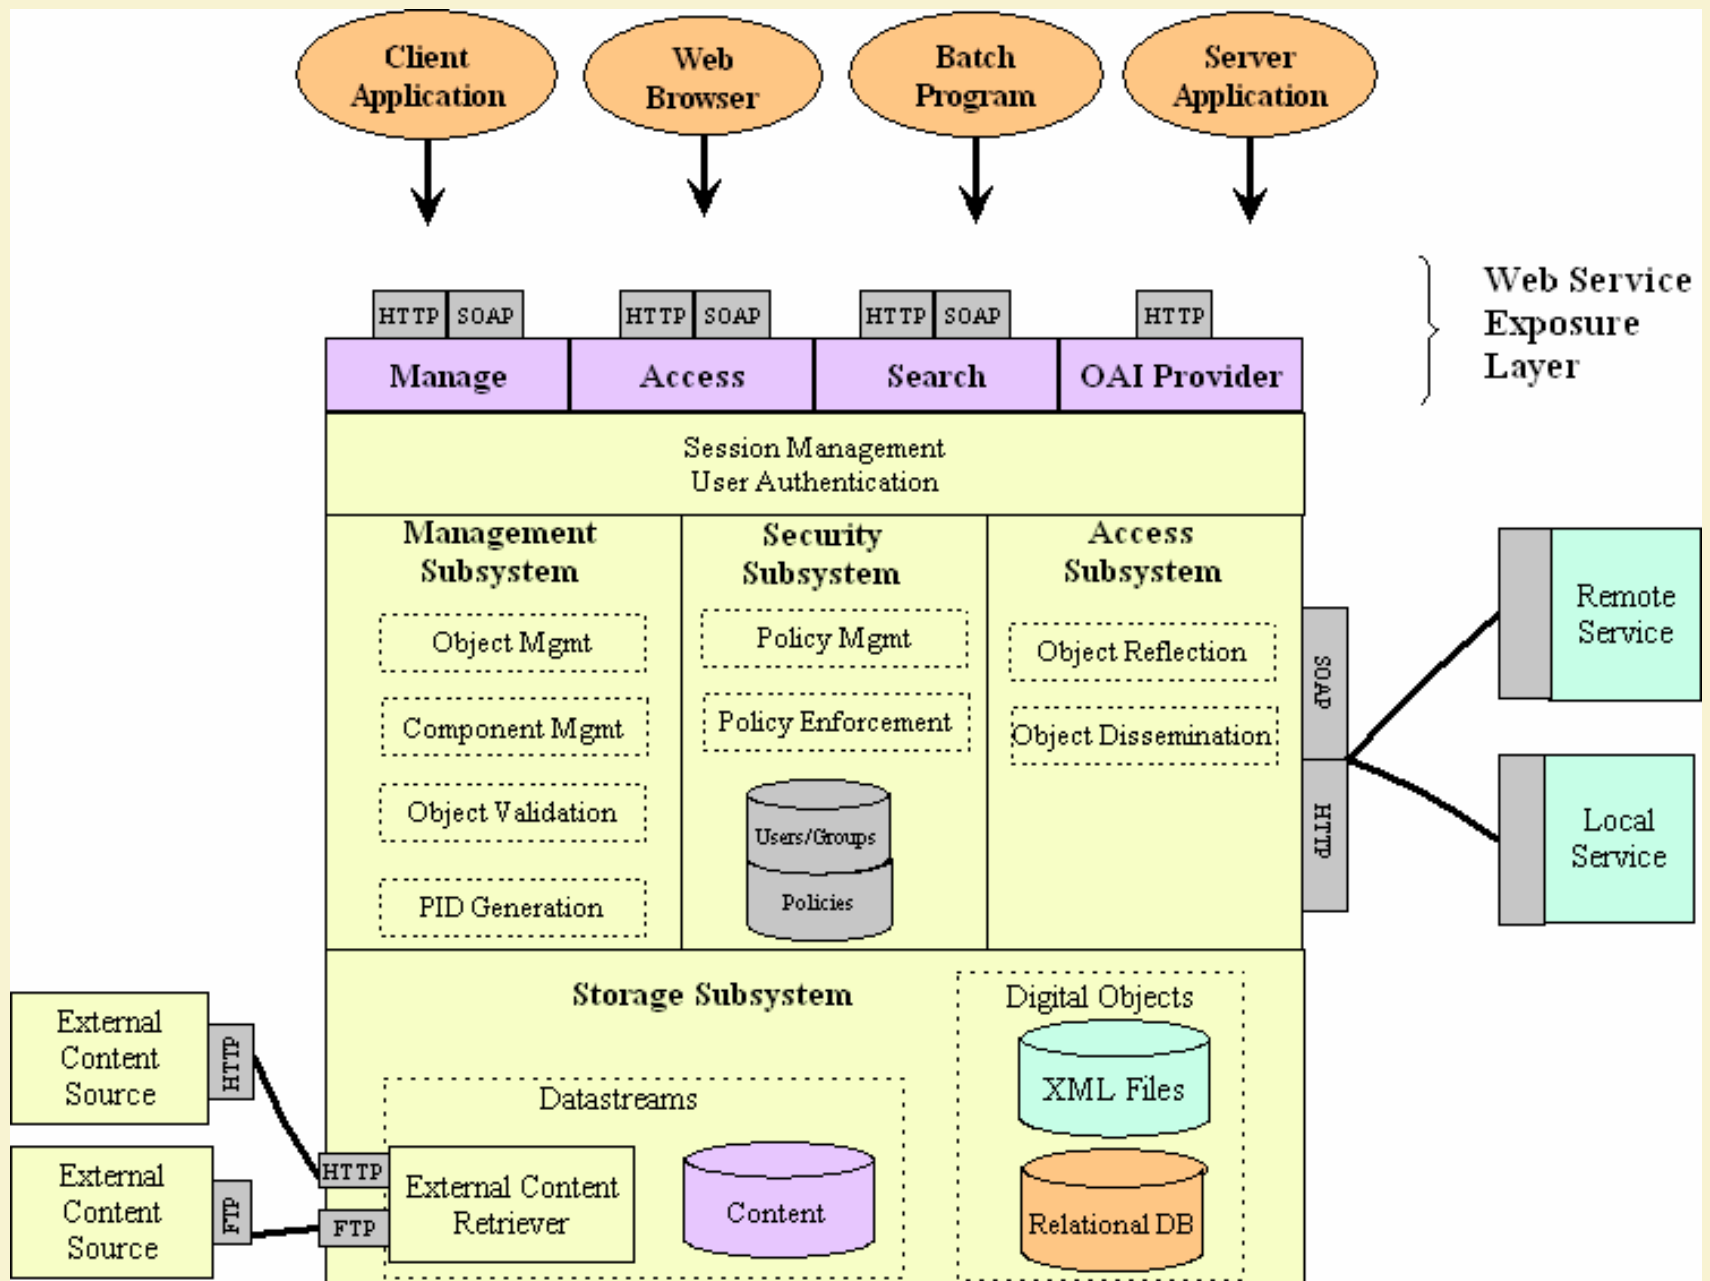 Client
Application
Web
Browser
Batch
Program
Server
Application
Web Service
Exposure
Layer
HTTP SOAP
HTTP SOAP
HTTP SOAP
HTTP
Manage
Access
Search
OAI Provider
Session Management
User Authentication
Management
Subsystem
Object Mgmt
Component Mgmt
Object Validation
PID Generation
Security
Subsystem
Policy Mgmt
Policy Enforcement
Users/Groups
Policies
Access
Subsystem
Object Reflection
Object Dissemination
SOAP
HTTP
Remote
Service
Local
Service
Storage Subsystem
Digital Objects
XML Files
Relational DB
Datastreams
External Content
Retriever
Content
HTTP
FTP
External
Content
Source
HTTP
External
Content
Source
FTP